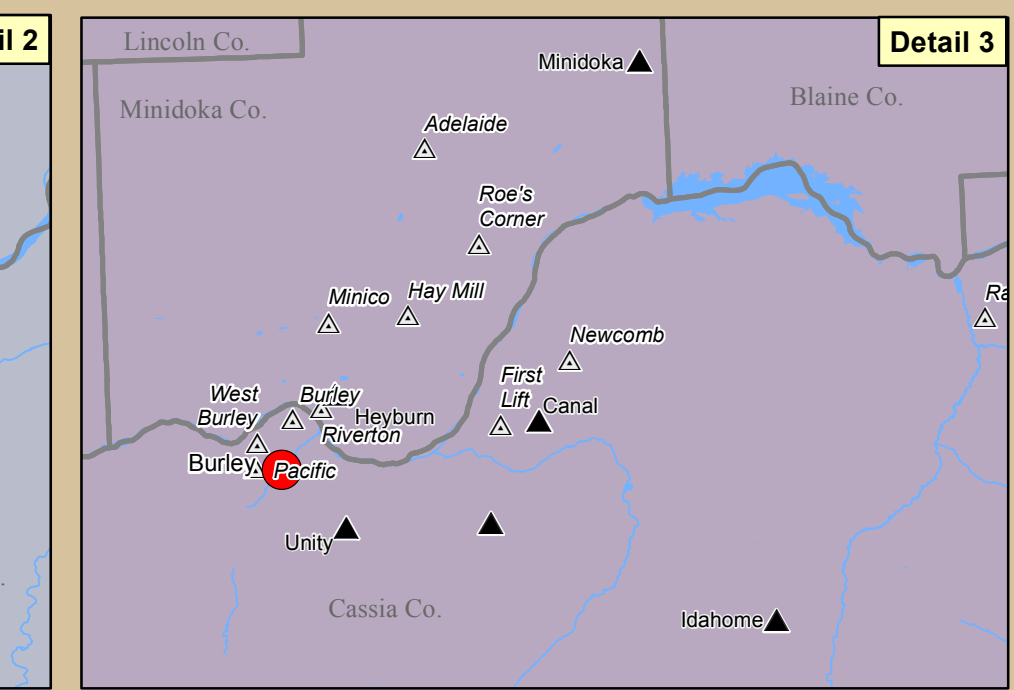 il 2
Detail 3
Lincoln Co.
Minidoka
Blaine Co.
Minidoka Co.
Adelaide
Roe's
Corner
Ra
Hay Mill
Minico
Newcomb
First
Lift
Canal
West
Burley
Burley
Heyburn
Riverton
Burley
Pacific
Unity
Cassia Co.
Idahome